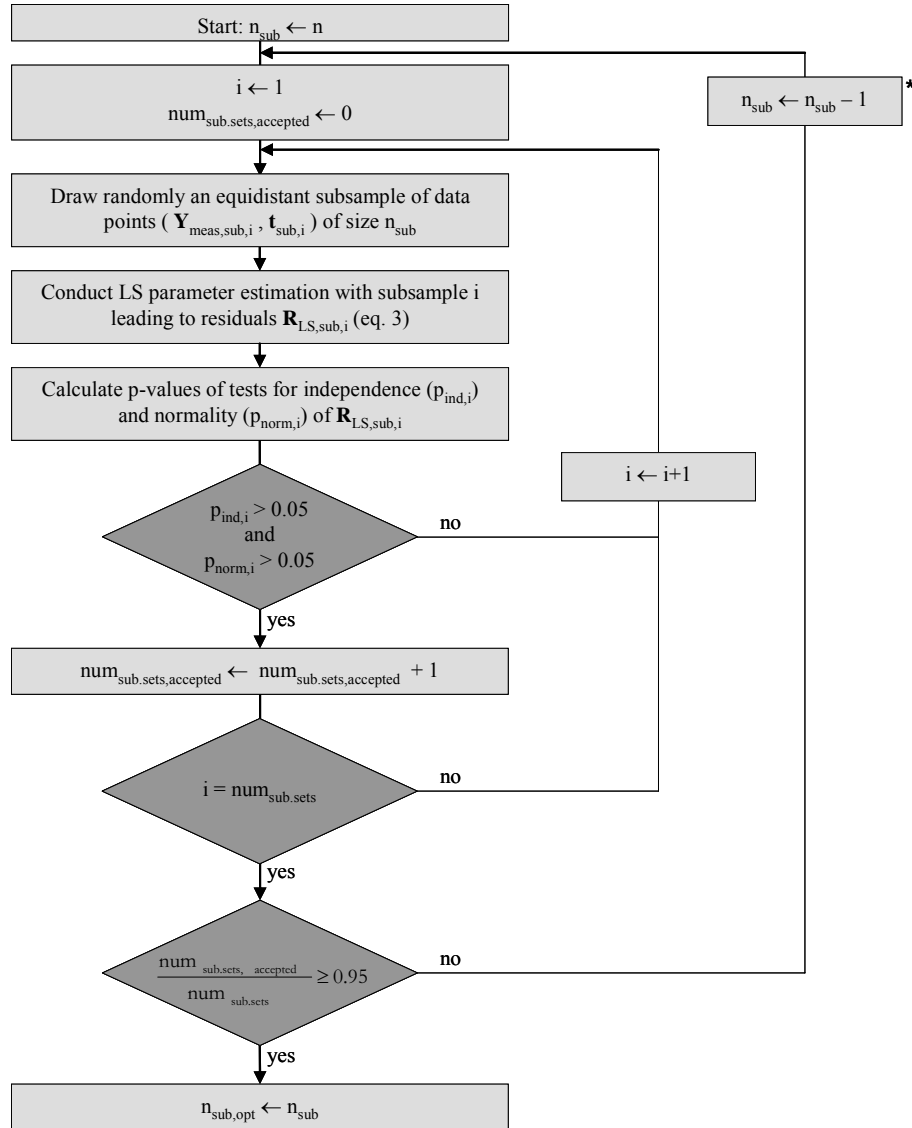 Start: n_sub ← n
i ← 1
num_sub.sets,accepted ← 0
n_sub ← n_sub – 1
*
Draw randomly an equidistant subsample of data
points ( Y_meas,sub,i , t_sub,i ) of size n_sub
Conduct LS parameter estimation with subsample i
leading to residuals R_LS,sub,i (eq. 3)
Calculate p-values of tests for independence (p_ind,i)
and normality (p_norm,i) of R_LS,sub,i
i ← i+1
p_ind,i > 0.05
and
p_norm,i > 0.05
no
yes
num_sub.sets,accepted ← num_sub.sets,accepted + 1
i = num_sub.sets
no
yes
num_sub.sets, accepted
num_sub.sets
≥ 0.95
no
yes
n_sub,opt ← n_sub